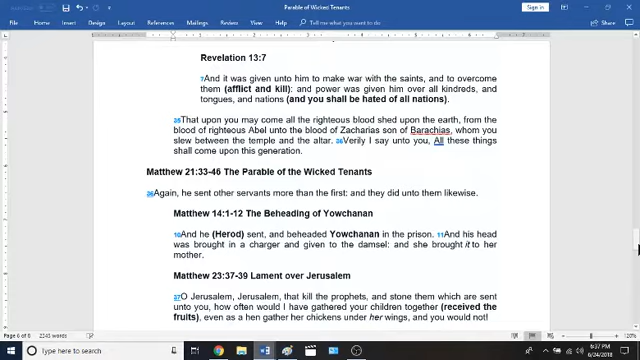 Parable of Wicked Tenants
Sign in
File Home Insert Design Layout References Mailings Review View Help Tell me what you want to do Share
Revelation 13:7
7And it was given unto him to make war with the saints, and to overcome
them (afflict and kill): and power was given him over all kindreds, and
tongues, and nations (and you shall be hated of all nations).
35That upon you may come all the righteous blood shed upon the earth, from the
blood of righteous Abel unto the blood of Zacharias son of Barachias, whom you
slew between the temple and the altar. 36Verily I say unto you, All these things
shall come upon this generation.
Matthew 21:33-46 The Parable of the Wicked Tenants
36Again, he sent other servants more than the first: and they did unto them likewise.
Matthew 14:1-12 The Beheading of Yowchanan
10And he (Herod) sent, and beheaded Yowchanan in the prison. 11And his head
was brought in a charger and given to the damsel: and she brought it to her
mother.
Matthew 23:37-39 Lament over Jerusalem
37O Jerusalem, Jerusalem, that kill the prophets, and stone them which are sent
unto you, how often would I have gathered your children together (received the
fruits), even as a hen gather her chickens under her wings, and you would not!
Page 6 of 8 2243 words 120%
Type here to search 6:37 PM
6/24/2018